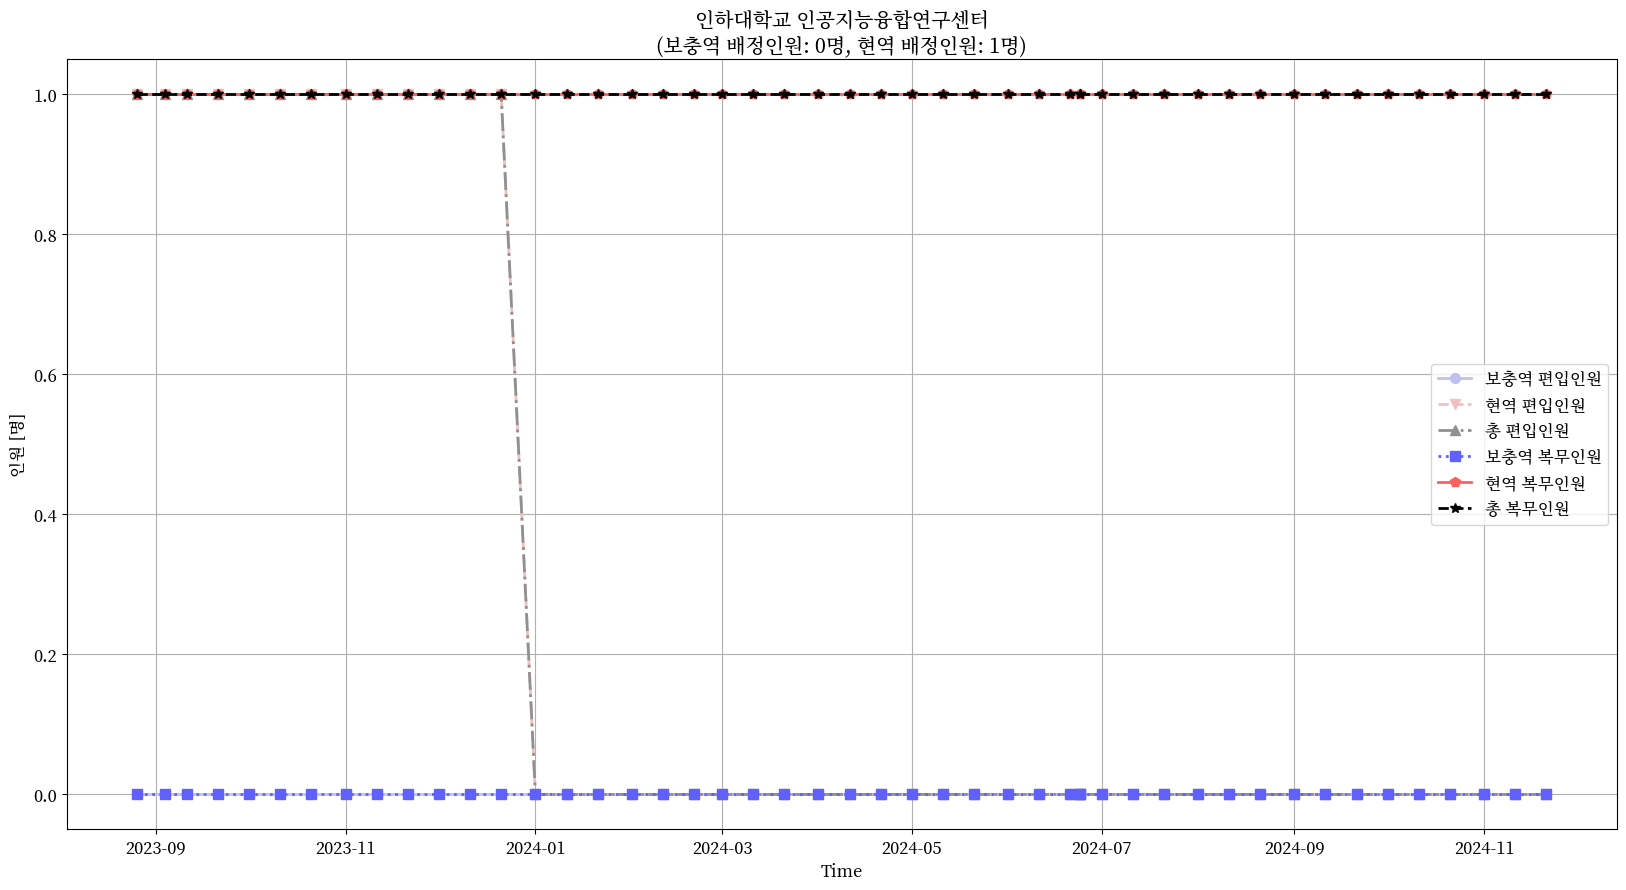 인하대학교 인공지능융합연구센터
(보충역 배정인원: 0명, 현역 배정인원: 1명)
인원 [명]
1.0
0.8
0.6
0.4
0.2
0.0
보충역 편입인원
현역 편입인원
총 편입인원
보충역 복무인원
현역 복무인원
총 복무인원
2023-09
2023-11
2024-01
2024-03
2024-05
2024-07
2024-09
2024-11
Time